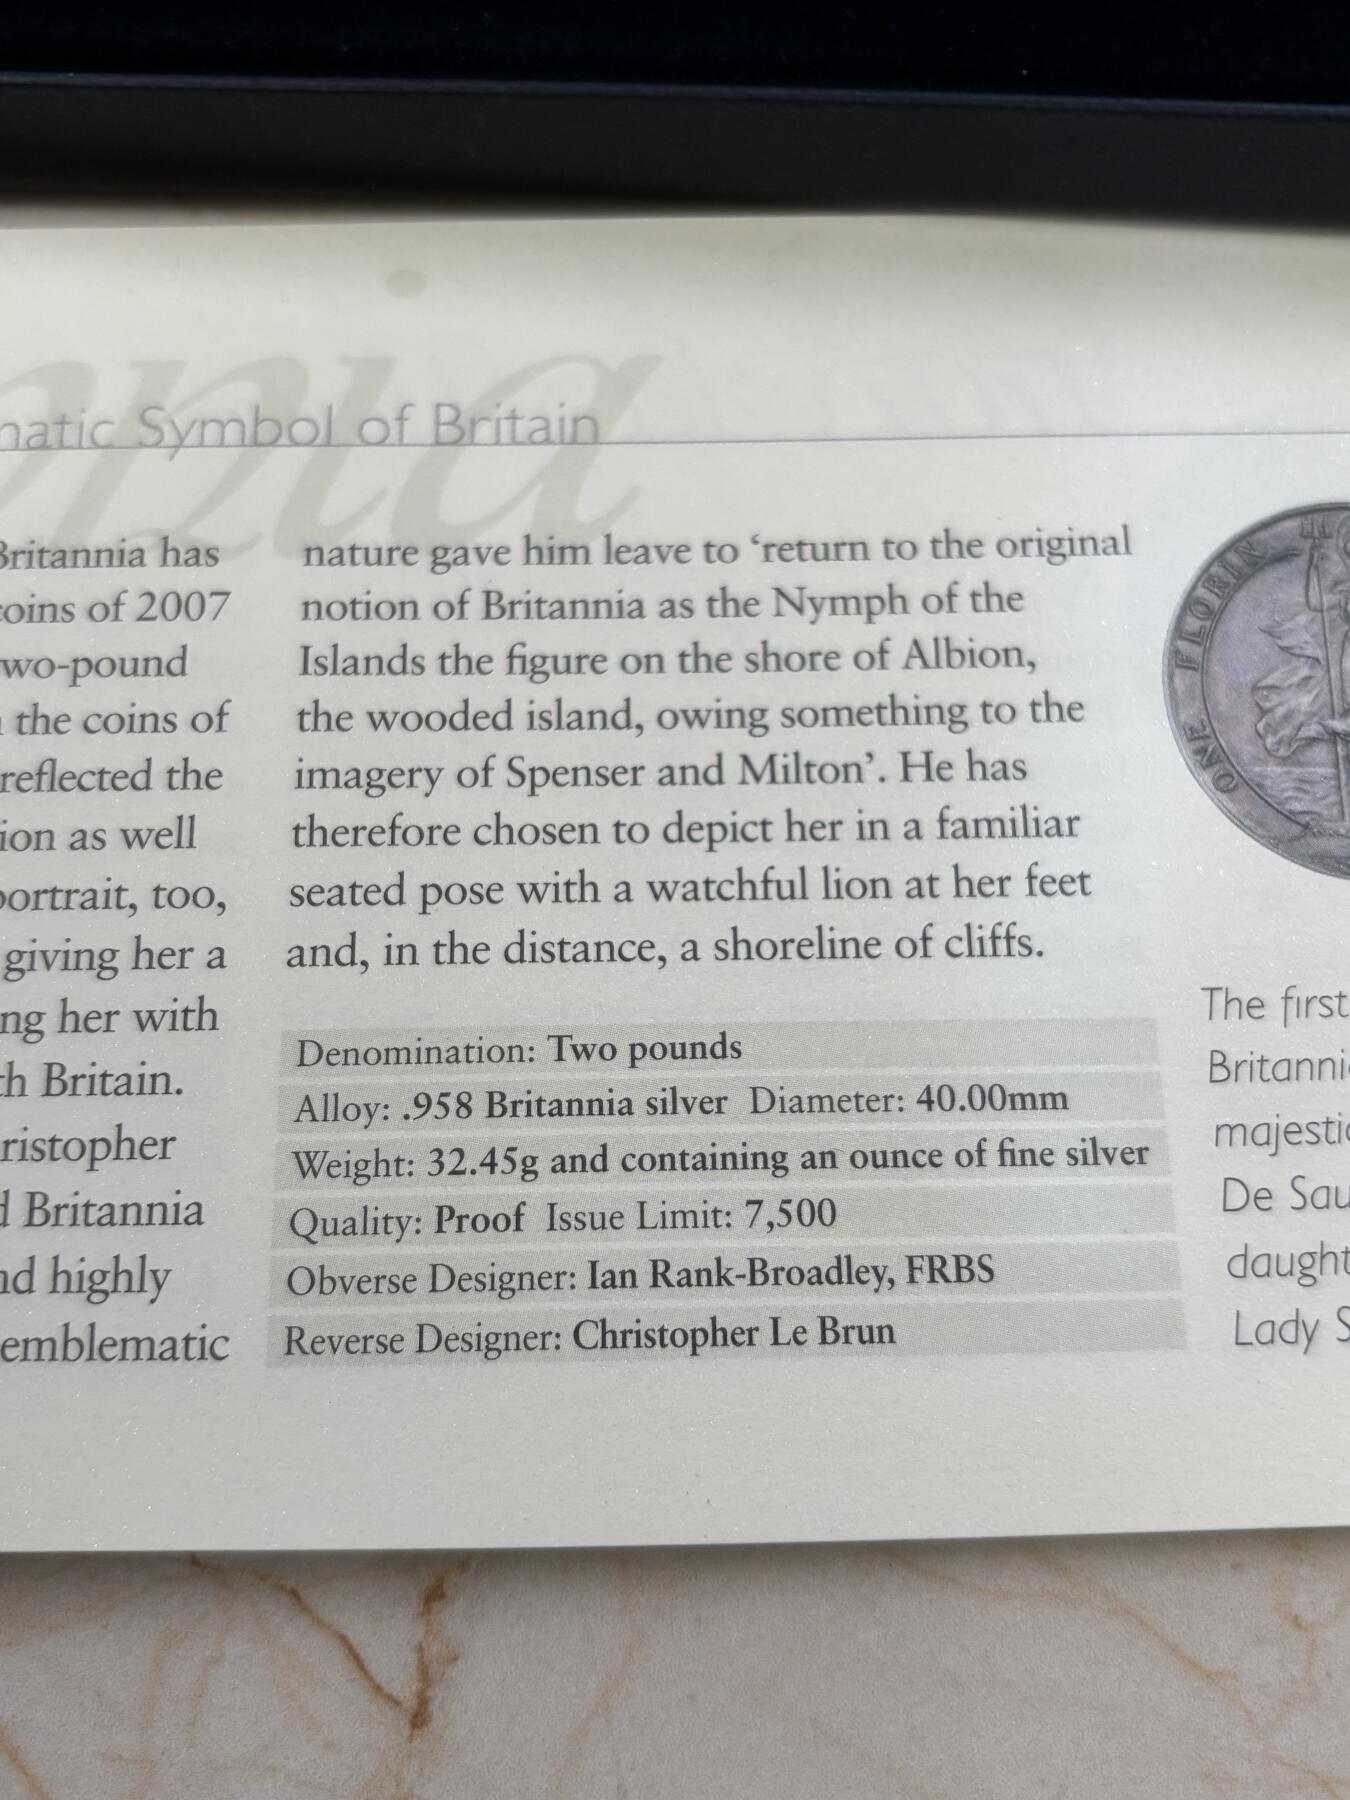 nnia
matic Symbol of Britain
Britannia has
coins of 2007
two-pound
the coins of
reflected the
ion as well
portrait, too,
giving her a
ng her with
th Britain.
ristopher
d Britannia
nd highly
emblematic
nature gave him leave to ‘return to the original
notion of Britannia as the Nymph of the
Islands the figure on the shore of Albion,
the wooded island, owing something to the
imagery of Spenser and Milton’. He has
therefore chosen to depict her in a familiar
seated pose with a watchful lion at her feet
and, in the distance, a shoreline of cliffs.
Denomination: Two pounds
Alloy: .958 Britannia silver Diameter: 40.00mm
Weight: 32.45g and containing an ounce of fine silver
Quality: Proof Issue Limit: 7,500
Obverse Designer: Ian Rank-Broadley, FRBS
Reverse Designer: Christopher Le Brun
ONE FLORIN
The first
Britanni
majestic
De Sau
daught
Lady S